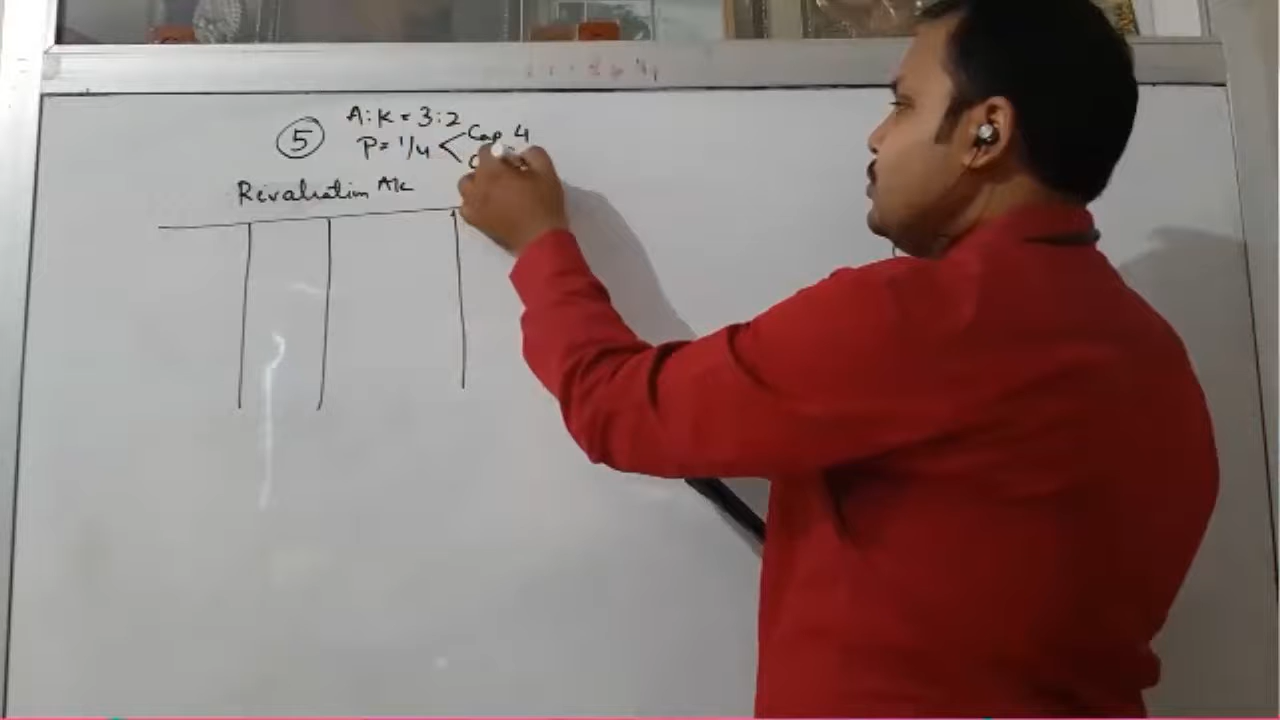 5
A:K = 3:2
P = 1/4 < Cap 4
Revaluation A/c